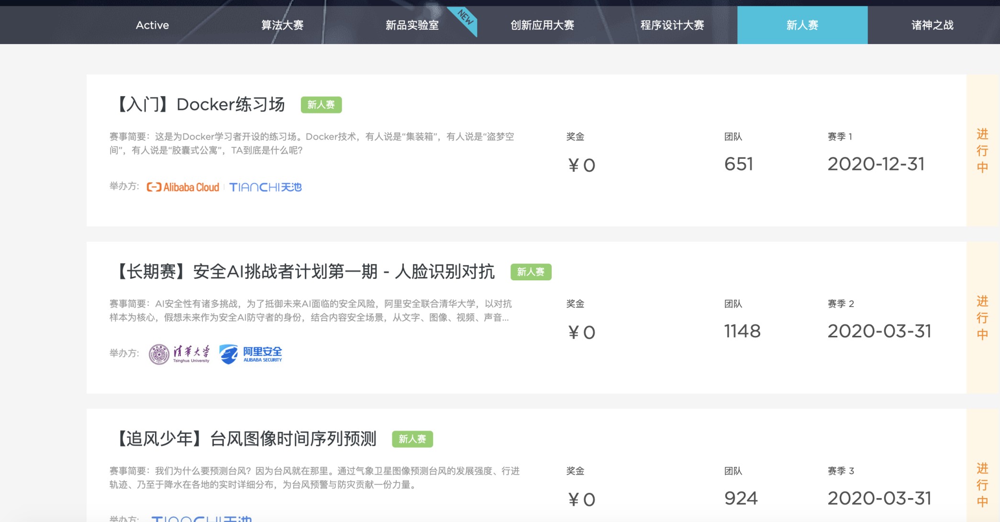 Active
算法大赛
新品实验室
NEW
创新应用大赛
程序设计大赛
新人赛
诸神之战
【入门】Docker练习场
新人赛
赛事简要：这是为Docker学习者开设的练习场。Docker技术，有人说是“集装箱”，有人说是“盗梦空
间”，有人说是“胶囊式公寓”，TA到底是什么呢？
举办方:
Alibaba Cloud
TIANCHI天池
奖金
￥0
团队
651
赛季 1
2020-12-31
进行中
【长期赛】安全AI挑战者计划第一期 - 人脸识别对抗
新人赛
赛事简要：AI安全性有诸多挑战，为了抵御未来AI面临的安全风险，阿里安全联合清华大学，以对抗
样本为核心，假想未来作为安全AI防守者的身份，结合内容安全场景，从文字、图像、视频、声音...
举办方:
清华大学
Tsinghua University
阿里安全
ALIBABA SECURITY
奖金
￥0
团队
1148
赛季 2
2020-03-31
进行中
【追风少年】台风图像时间序列预测
新人赛
赛事简要：我们为什么要预测台风？因为台风就在那里。通过气象卫星图像预测台风的发展强度、行进
轨迹、乃至于降水在各地的实时详细分布，为台风预警与防灾贡献一份力量。
举办方:
TIANCHI天池
奖金
￥0
团队
924
赛季 3
2020-03-31
进行中